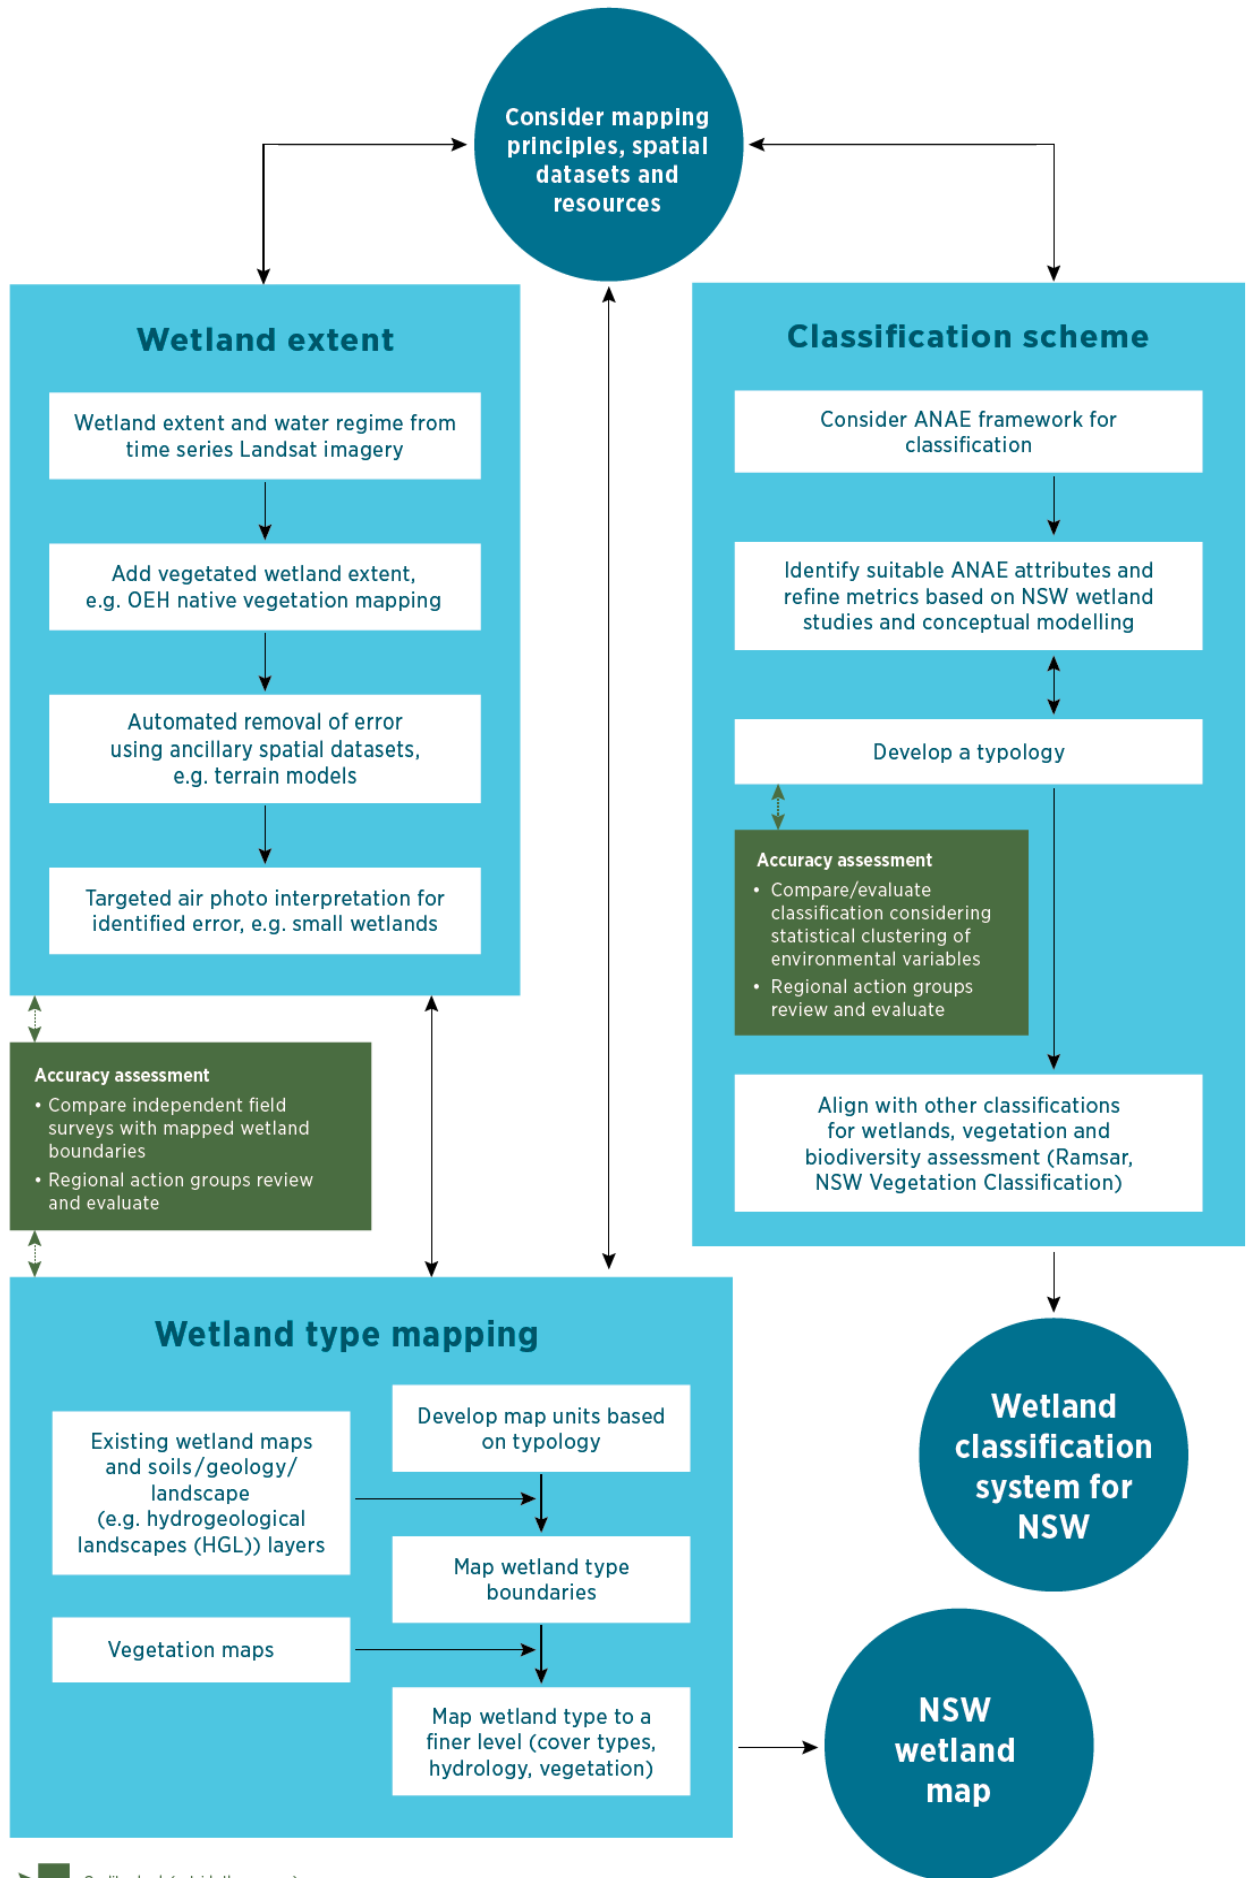 Consider mapping
principles, spatial
datasets and
resources
Wetland extent
Wetland extent and water regime from
time series Landsat imagery
Add vegetated wetland extent,
e.g. OEH native vegetation mapping
Automated removal of error
using ancillary spatial datasets,
e.g. terrain models
Targeted air photo interpretation for
identified error, e.g. small wetlands
Accuracy assessment
• Compare independent field
surveys with mapped wetland
boundaries
• Regional action groups review
and evaluate
Classification scheme
Consider ANAE framework for
classification
Identify suitable ANAE attributes and
refine metrics based on NSW wetland
studies and conceptual modelling
Develop a typology
Accuracy assessment
• Compare/evaluate
classification considering
statistical clustering of
environmental variables
• Regional action groups
review and evaluate
Align with other classifications
for wetlands, vegetation and
biodiversity assessment (Ramsar,
NSW Vegetation Classification)
Wetland type mapping
Existing wetland maps
and soils/geology/
landscape
(e.g. hydrogeological
landscapes (HGL)) layers
Vegetation maps
Develop map units based
on typology
Map wetland type
boundaries
Map wetland type to a
finer level (cover types,
hydrology, vegetation)
Wetland
classification
system for
NSW
NSW
wetland
map